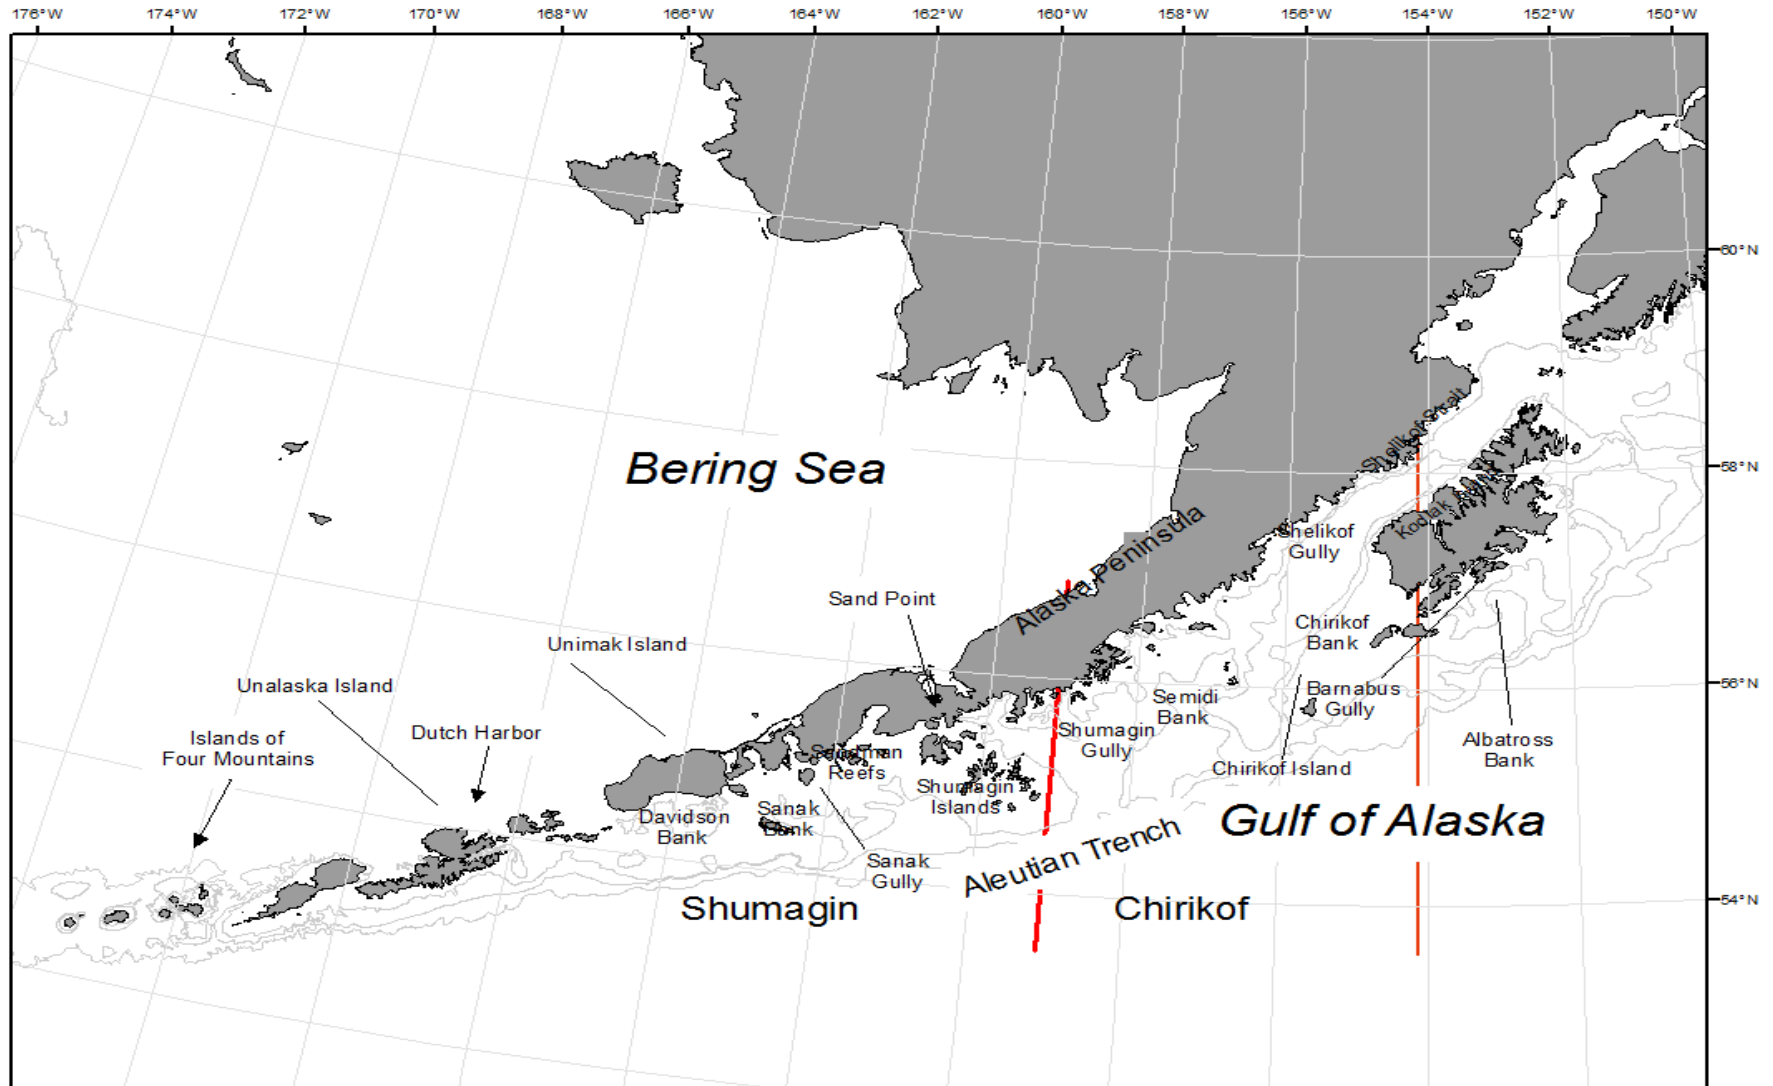 176°W 174°W 172°W 170°W 168°W 166°W 164°W 162°W 160°W 158°W 156°W 154°W 152°W 150°W
60°N
Shelikof Strait
Bering Sea
58°N
Kodiak Island
Shelikof
Gully
Alaska Peninsula
Sand Point
Chirikof
Bank
Unimak Island
Unalaska Island
56°N
Barnabus
Gully
Semidi
Bank
Dutch Harbor
Islands of
Four Mountains
Shumagin
Gully
Albatross
Bank
Sandman
Reefs
Chirikof Island
Shumagin
Islands
Sanak
Bank
Davidson
Bank
Gulf of Alaska
Aleutian Trench
Sanak
Gully
54°N
Shumagin
Chirikof